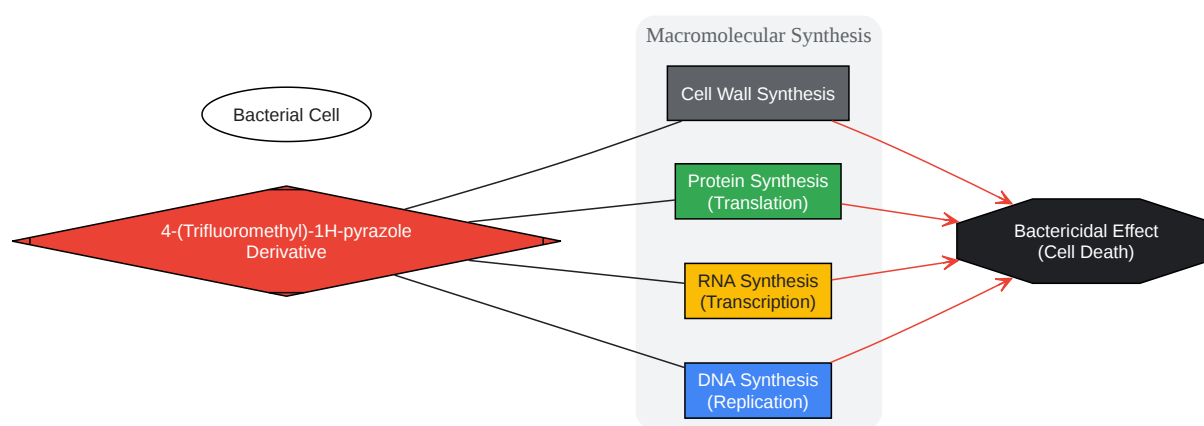 Macromolecular Synthesis
Cell Wall Synthesis
Bacterial Cell
Protein Synthesis
(Translation)
4-(Trifluoromethyl)-1H-pyrazole
Derivative
Bactericidal Effect
(Cell Death)
RNA Synthesis
(Transcription)
DNA Synthesis
(Replication)